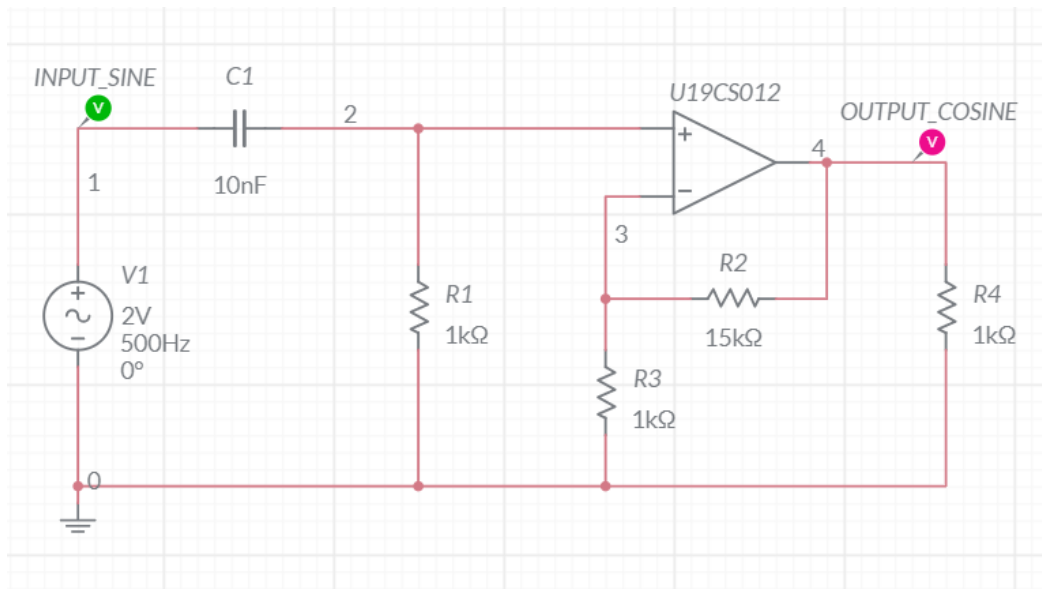 INPUT_SINE
V
C1
10nF
1
2
V1
+
−
2V
500Hz
0°
0
R1
1kΩ
U19CS012
+
−
3
R2
15kΩ
R3
1kΩ
4
OUTPUT_COSINE
V
R4
1kΩ